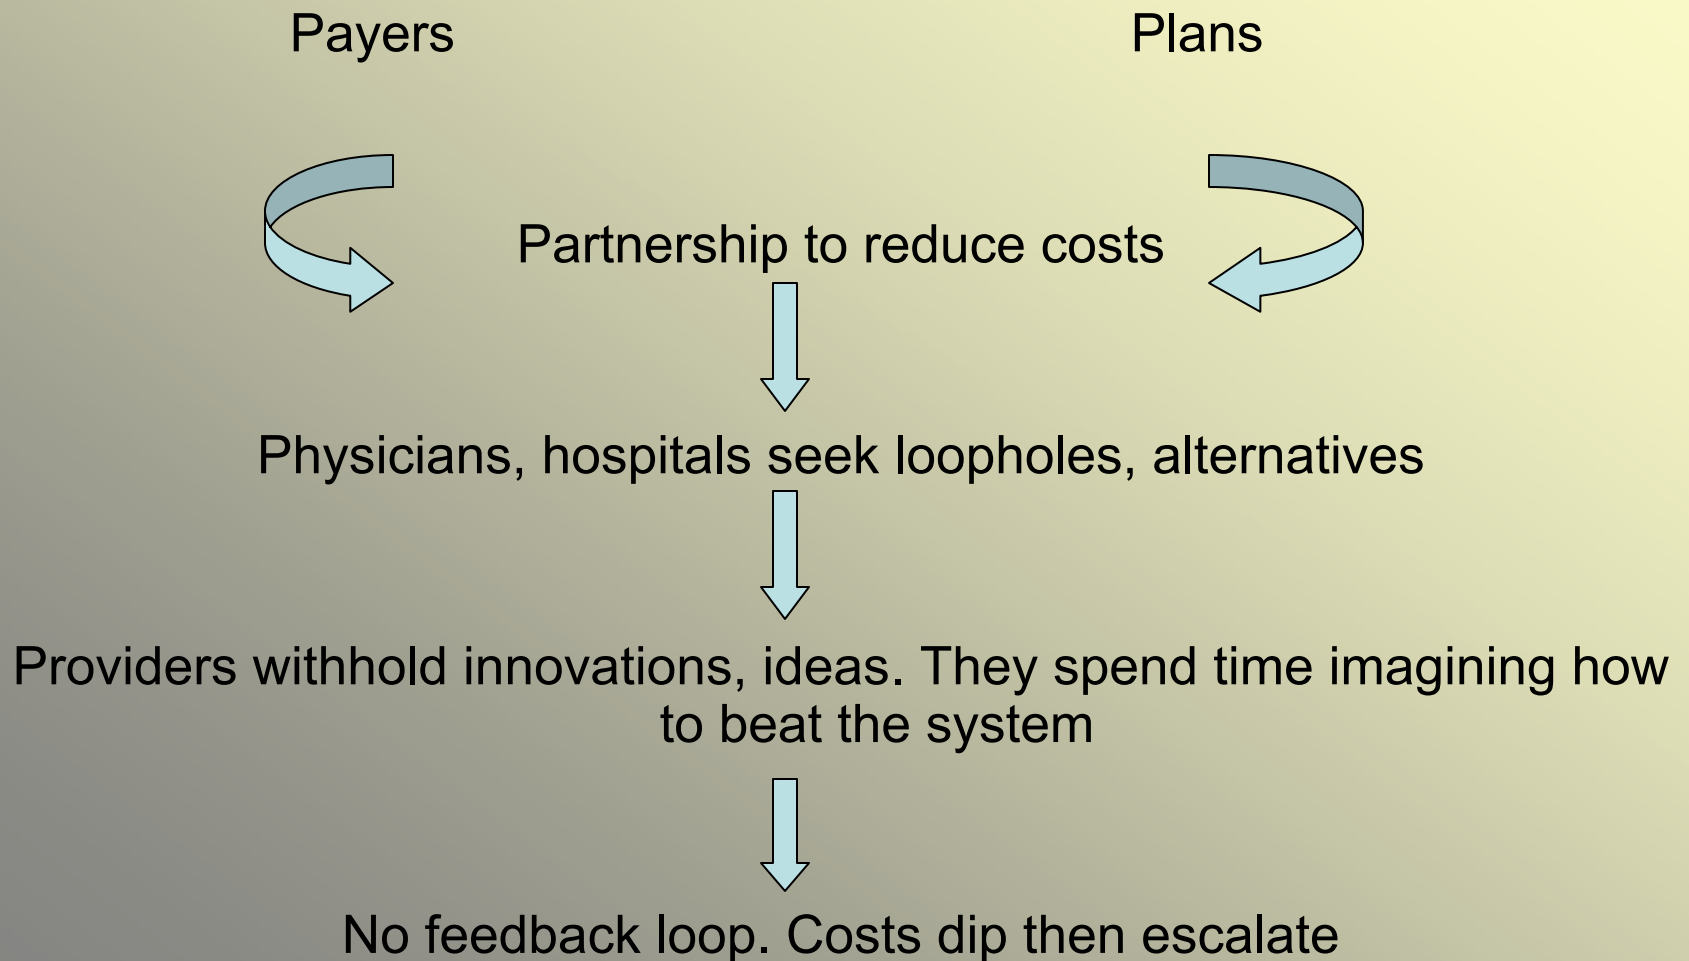 Payers
Plans
Partnership to reduce costs
Physicians, hospitals seek loopholes, alternatives
Providers withhold innovations, ideas. They spend time imagining how
to beat the system
No feedback loop. Costs dip then escalate